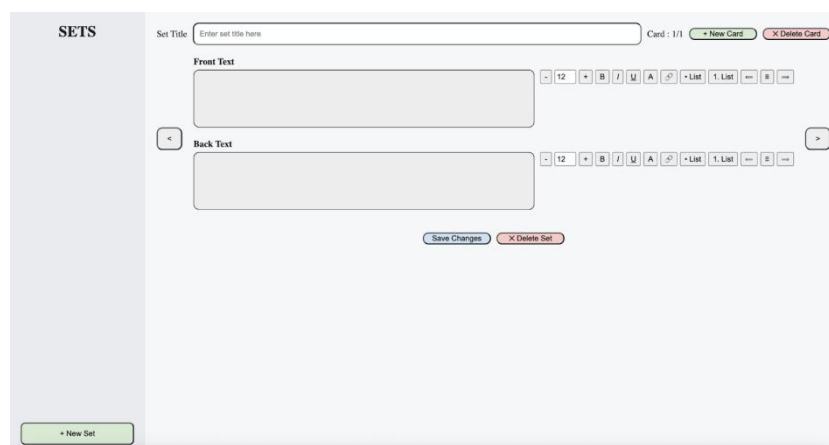 SETS
Set Title Enter set title here Card : 1/1 + New Card X Delete Card
Front Text
- 12 + B I U A 🔗 • List 1. List ⟸ ≡ ⟹
< >
Back Text
- 12 + B I U A 🔗 • List 1. List ⟸ ≡ ⟹
Save Changes X Delete Set
+ New Set